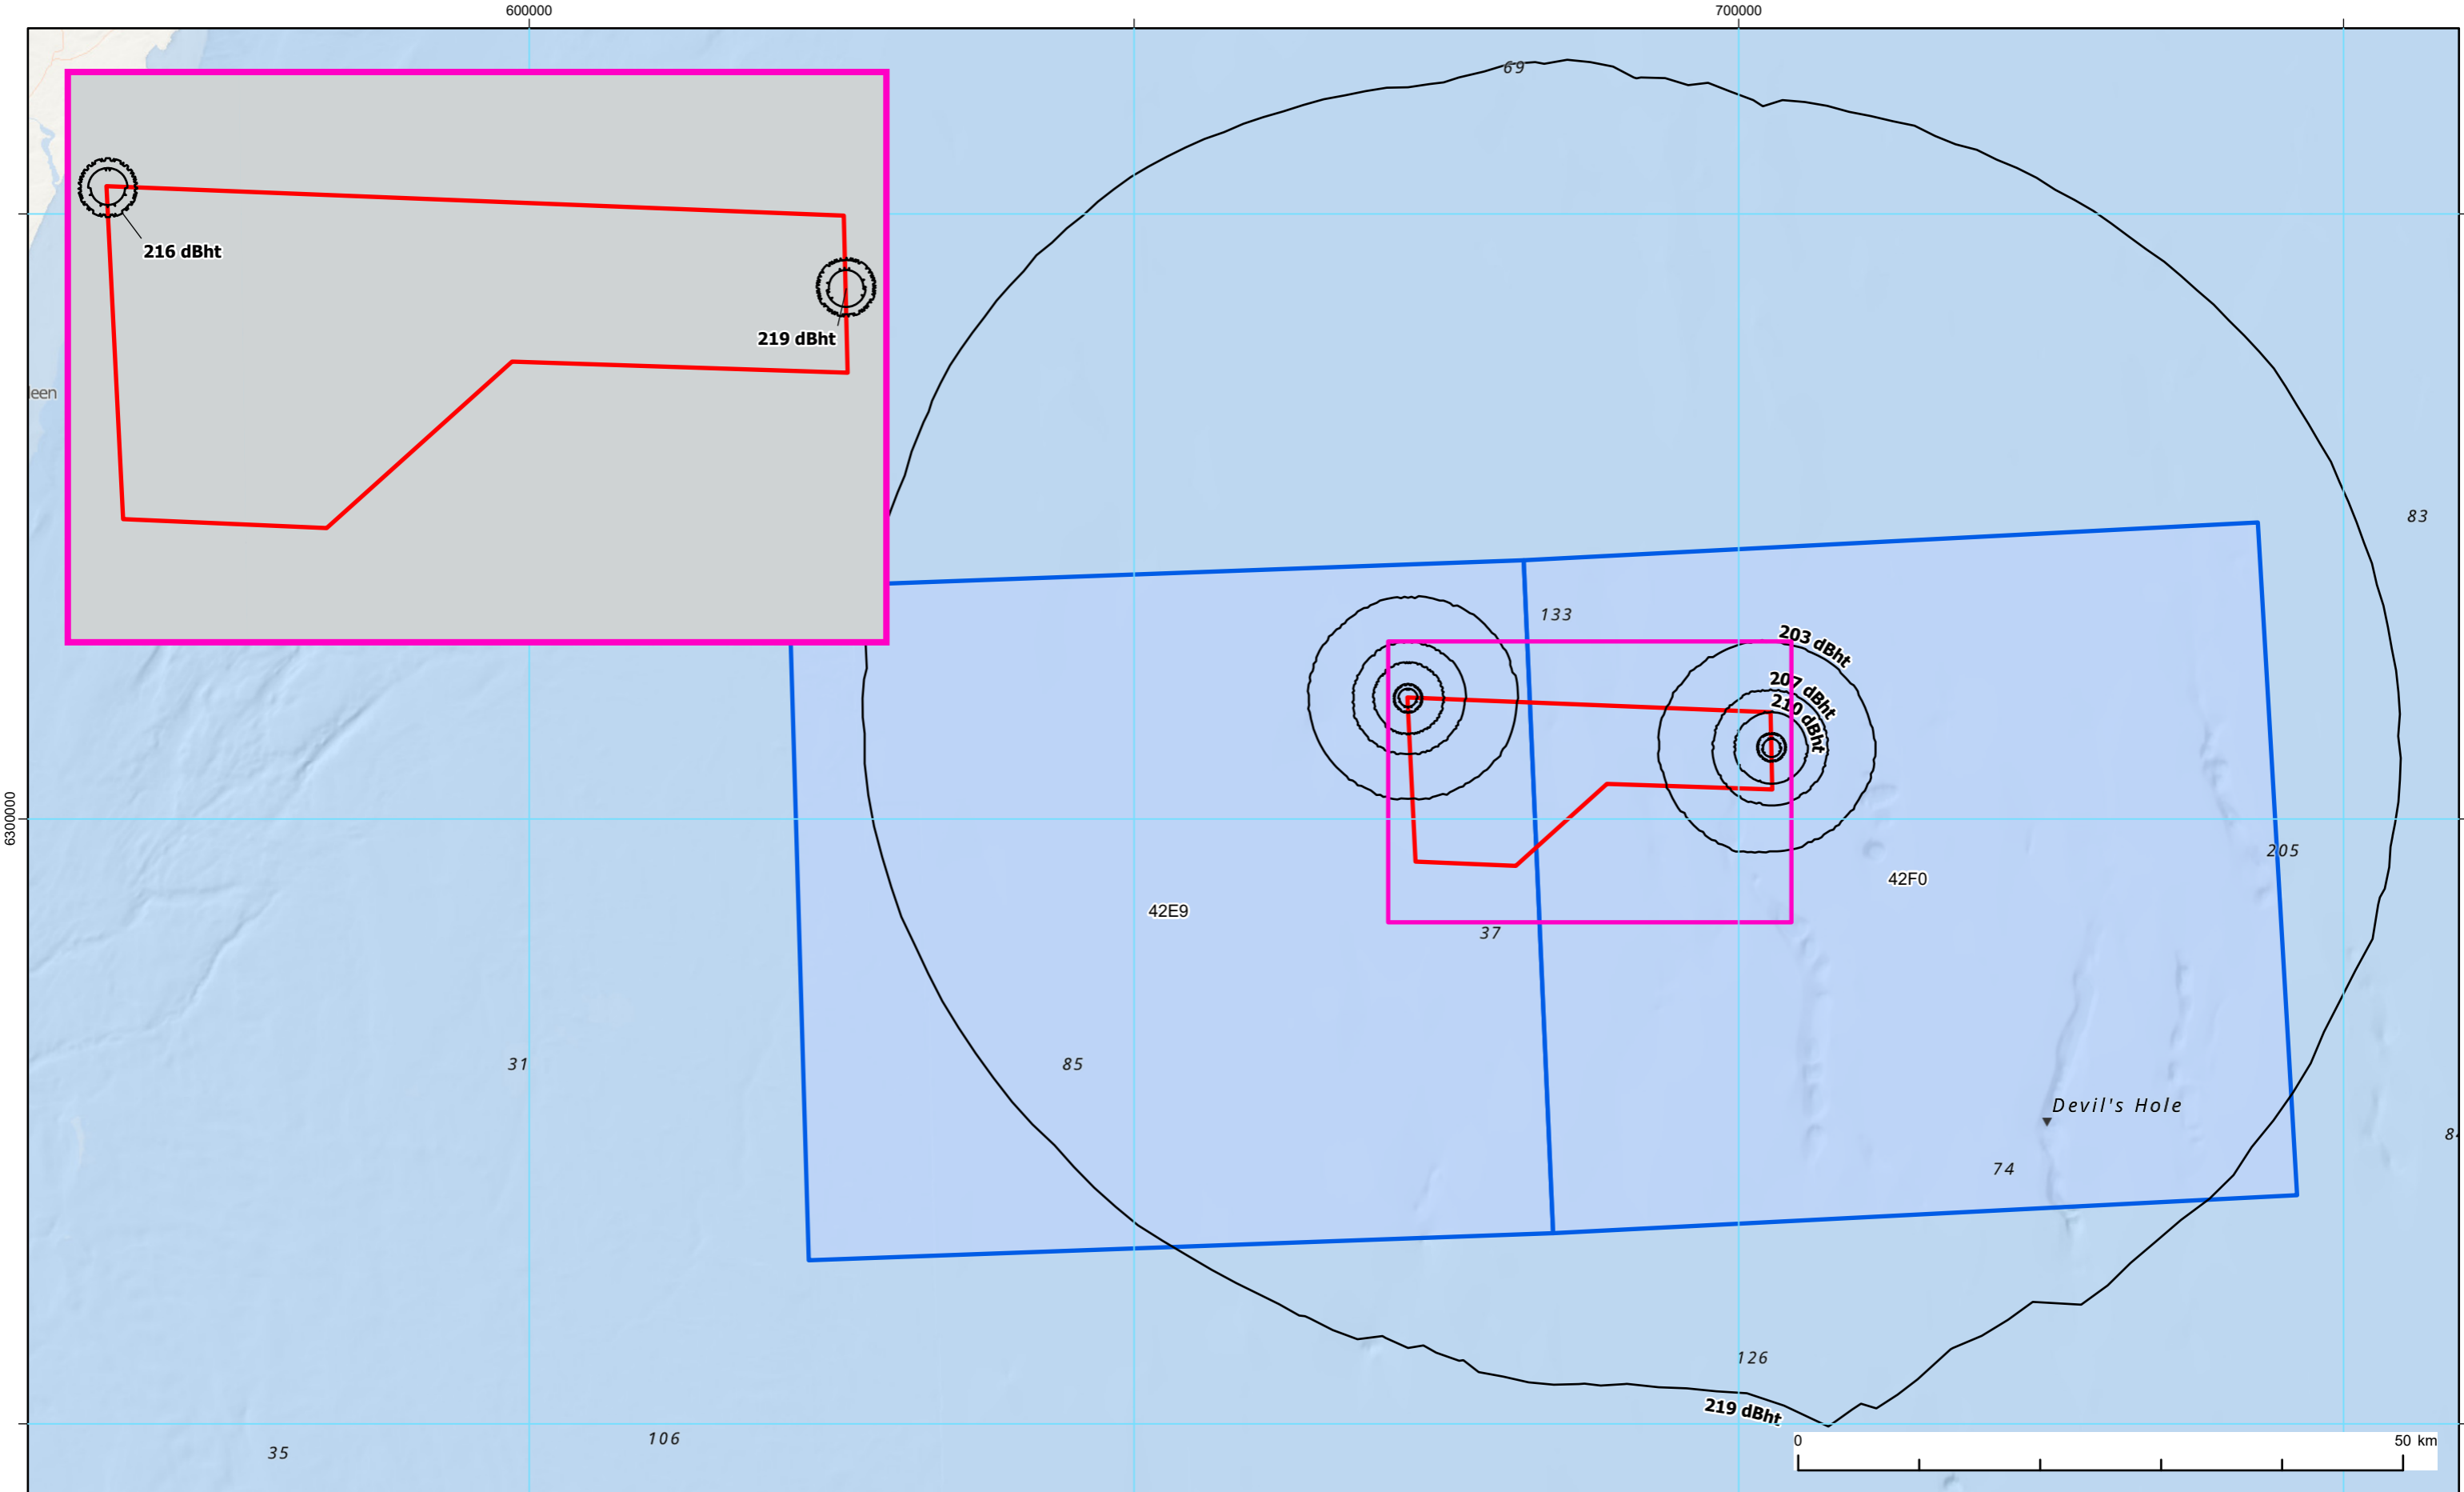 600000
700000
69
216 dBht
219 dBht
leen
83
133
203 dBht
207 dBht
210 dBht
6300000
205
42F0
42E9
37
31
85
Devil's Hole
74
126
219 dBht
106
35
0
50 km